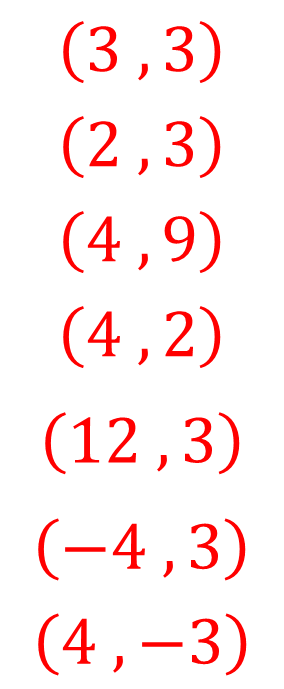 (3 , 3)
(2 , 3)
(4 , 9)
(4 , 2)
(12 , 3)
(−4 , 3)
(4 , −3)